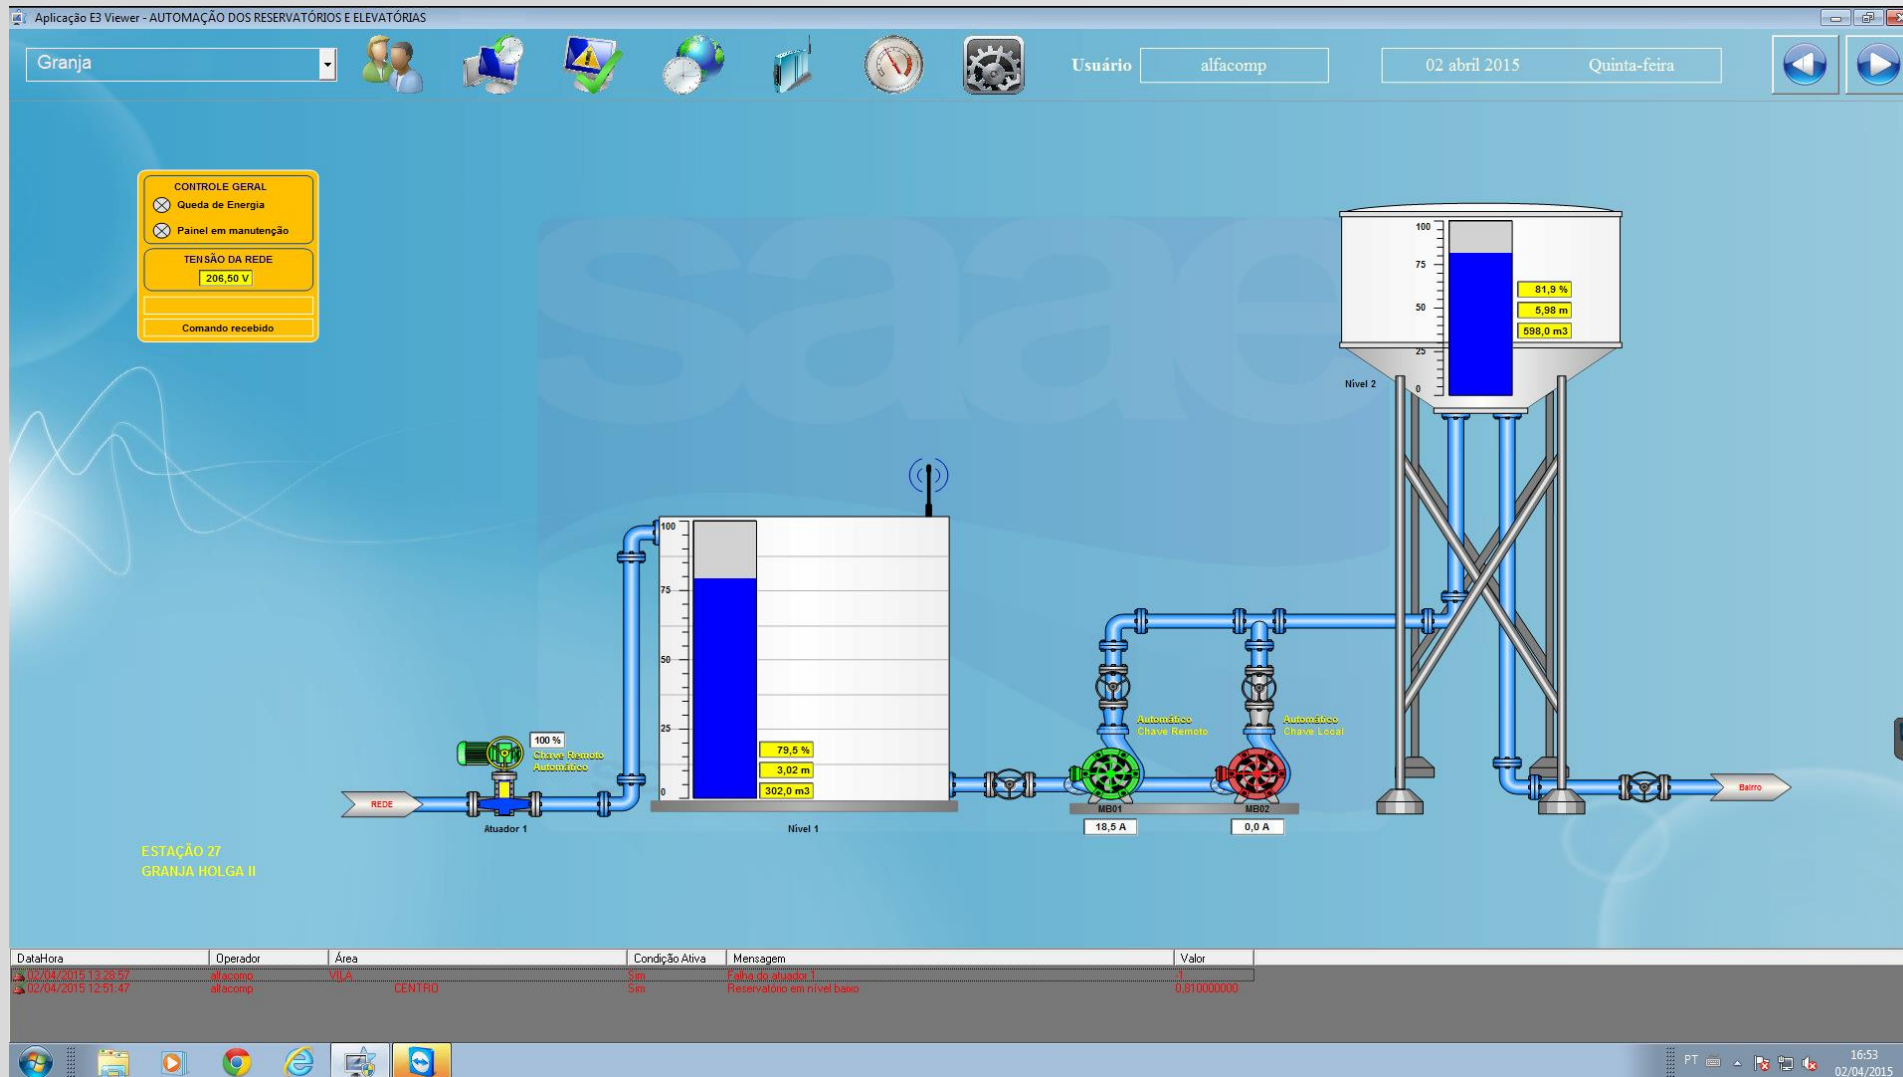 Aplicação E3 Viewer - AUTOMAÇÃO DOS RESERVATÓRIOS E ELEVATÓRIAS
Granja
Usuário
alfacomp
02 abril 2015
Quinta-feira
CONTROLE GERAL
Queda de Energia
Painel em manutenção
TENSÃO DA REDE
206,50 V
Comando recebido
saae
100
75
50
25
0
81,9 %
5,98 m
598,0 m3
Nível 2
100
75
50
25
0
79,5 %
3,02 m
302,0 m3
Nível 1
100 %
Chave Remoto
Automático
REDE
Atuador 1
Automático
Chave Remoto
Automático
Chave Local
MB01
MB02
18,5 A
0,0 A
Bairro
ESTAÇÃO 27
GRANJA HOLGA II
DataHora Operador Área Condição Ativa Mensagem Valor
02/04/2015 13:28:57 alfacomp VILA Sim Falha do atuador 1 -1
02/04/2015 12:51:47 alfacomp CENTRO Sim Reservatório em nível baixo 0,810000000
PT
16:53
02/04/2015